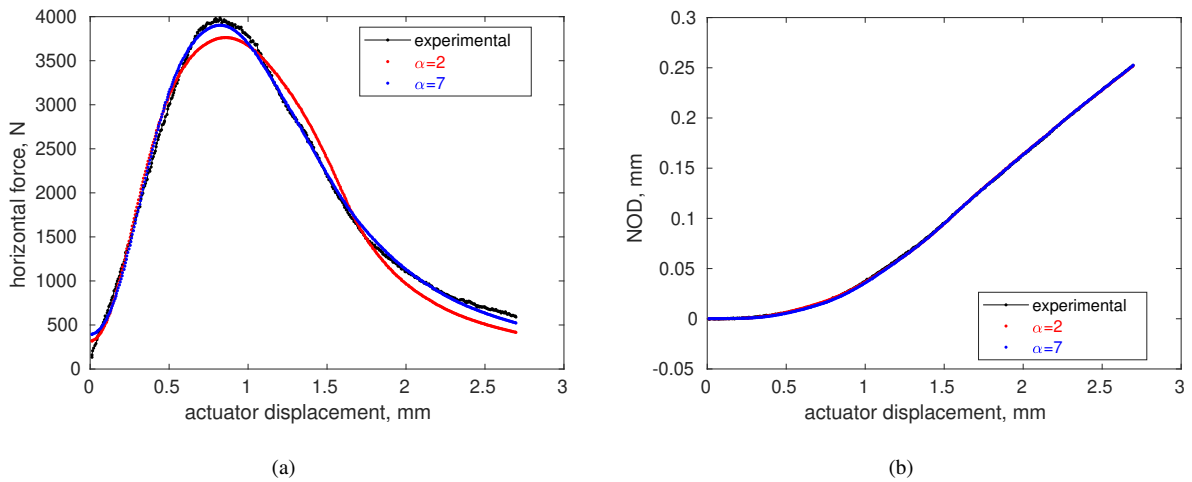 4000
3500
3000
2500
2000
1500
1000
500
0
horizontal force, N
experimental
α=2
α=7
0 0.5 1 1.5 2 2.5 3
actuator displacement, mm
(a)
0.3
0.25
0.2
0.15
0.1
0.05
0
-0.05
NOD, mm
experimental
α=2
α=7
0 0.5 1 1.5 2 2.5 3
actuator displacement, mm
(b)